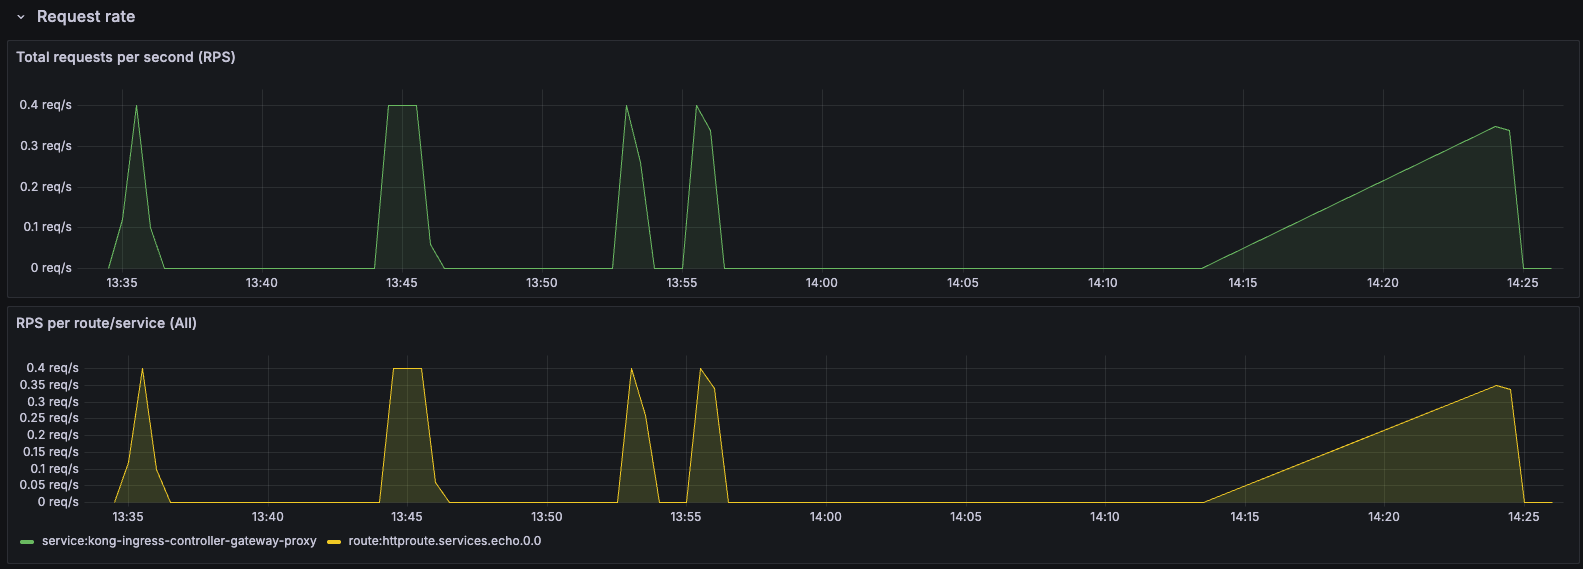 Request rate
Total requests per second (RPS)
0.4 req/s
0.3 req/s
0.2 req/s
0.1 req/s
0 req/s
13:35 13:40 13:45 13:50 13:55 14:00 14:05 14:10 14:15 14:20 14:25
RPS per route/service (All)
0.4 req/s
0.35 req/s
0.3 req/s
0.25 req/s
0.2 req/s
0.15 req/s
0.1 req/s
0.05 req/s
0 req/s
13:35 13:40 13:45 13:50 13:55 14:00 14:05 14:10 14:15 14:20 14:25
service:kong-ingress-controller-gateway-proxy route:httproute.services.echo.0.0